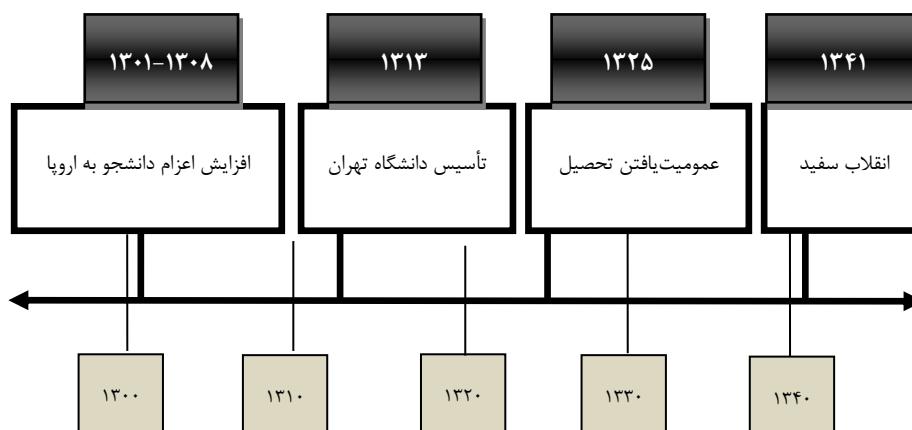 ۱۳۰۱-۱۳۰۸
۱۳۱۳
۱۳۲۵
۱۳۴۱
افزایش اعزام دانشجو به اروپا
تأسیس دانشگاه تهران
عمومیت‌یافتن تحصیل
انقلاب سفید
۱۳۰۰
۱۳۱۰
۱۳۲۰
۱۳۳۰
۱۳۴۰